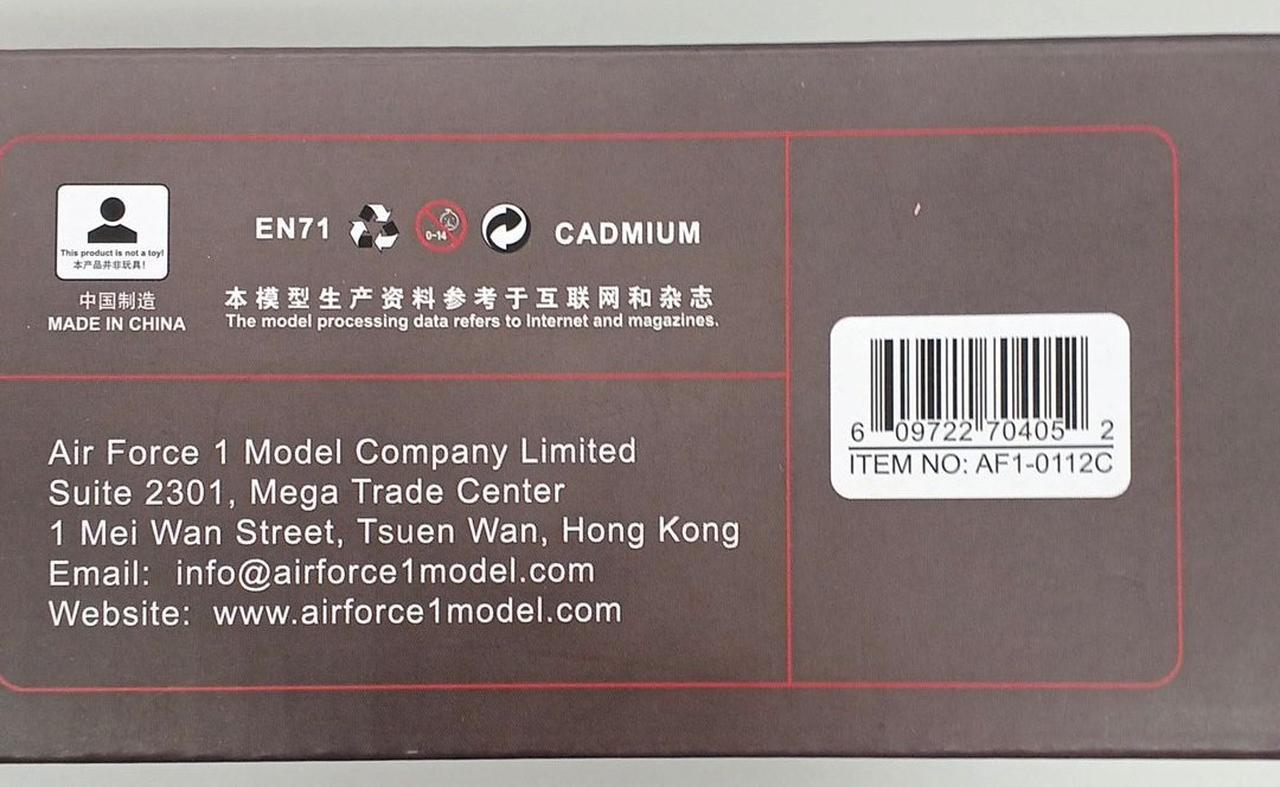 This product is not a toy!
本产品并非玩具!
中国制造
MADE IN CHINA
EN71
0-14
CADMIUM
本模型生产资料参考于互联网和杂志
The model processing data refers to Internet and magazines.
Air Force 1 Model Company Limited
Suite 2301, Mega Trade Center
1 Mei Wan Street, Tsuen Wan, Hong Kong
Email: info@airforce1model.com
Website: www.airforce1model.com
6 09722 70405 2
ITEM NO: AF1-0112C